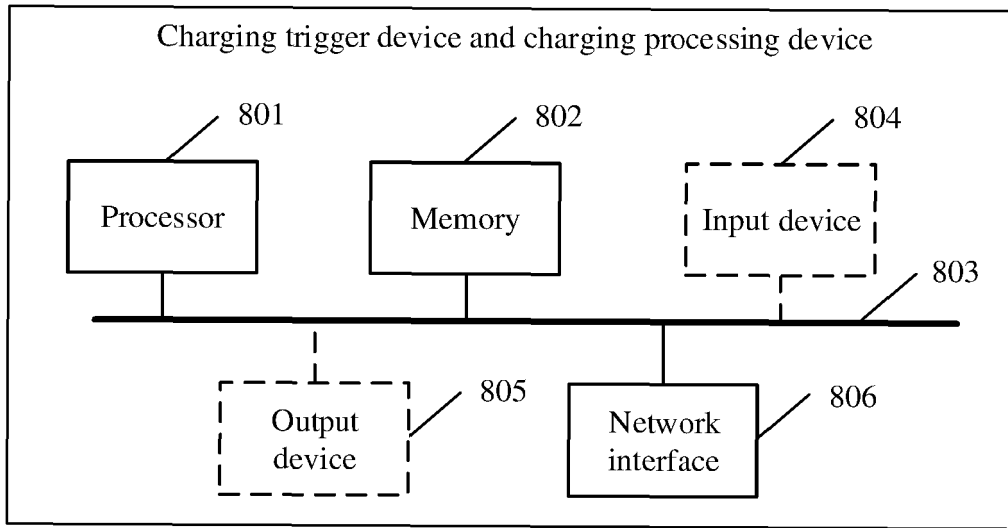 Charging trigger device and charging processing device
801
802
804
Processor
Memory
Input device
803
805
806
Output
device
Network
interface